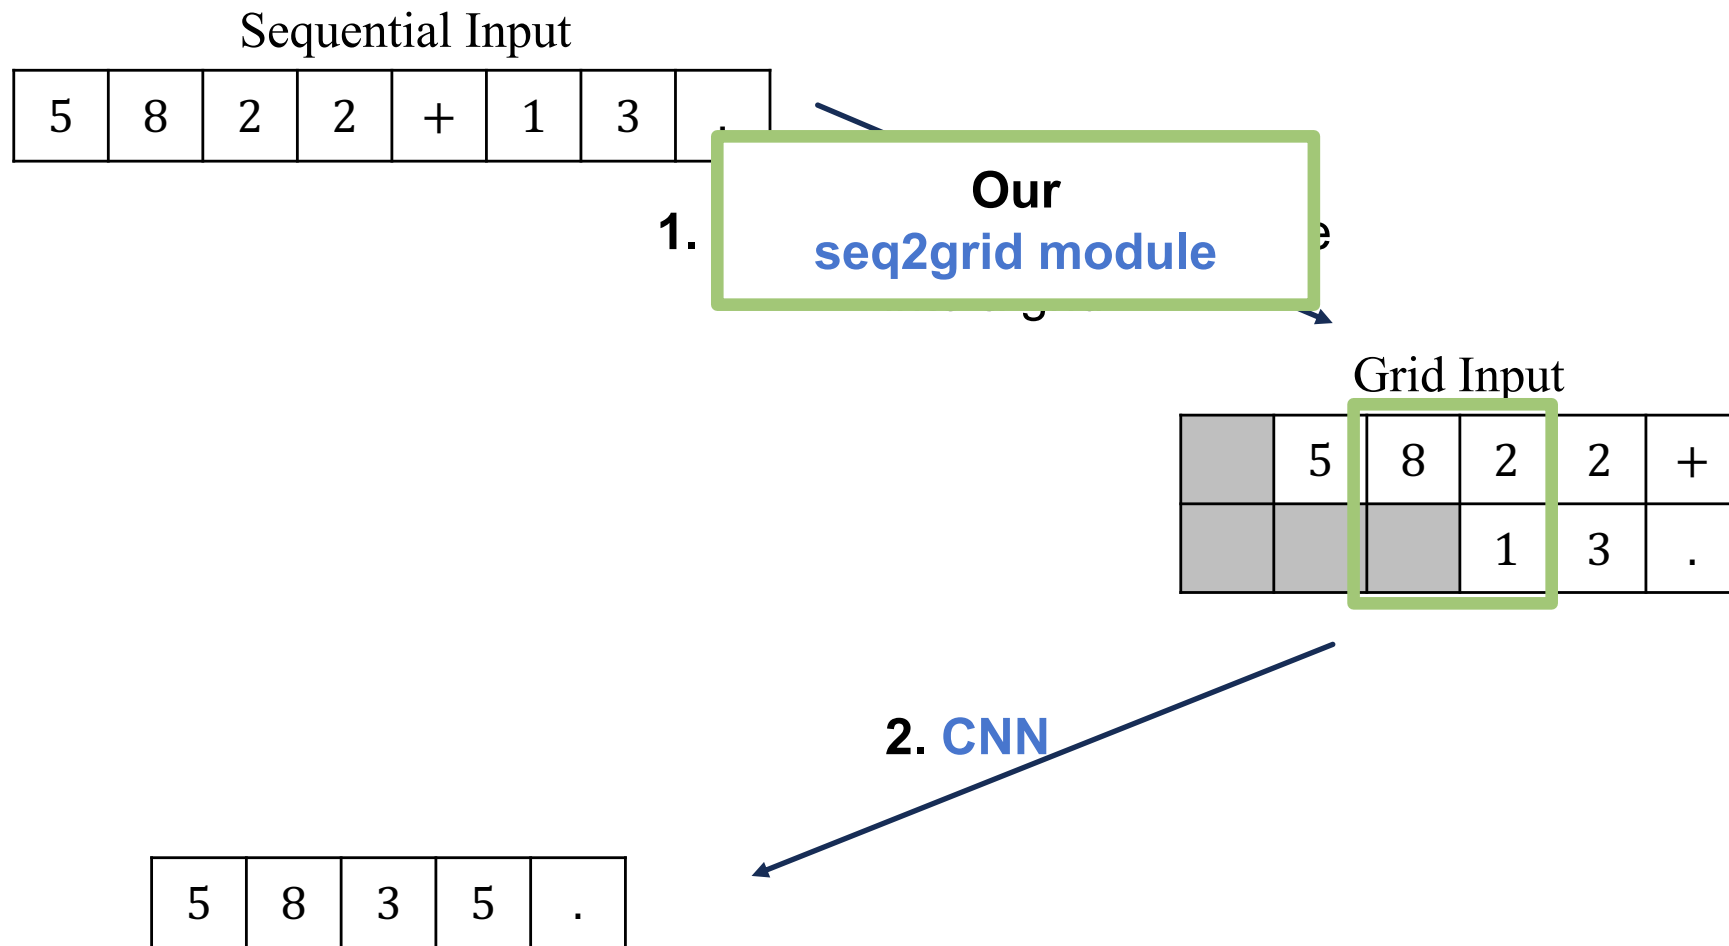 Sequential Input
5 8 2 2 + 1 3 .
Our
1.
seq2grid module
Grid Input
5 8 2 2 +
1 3 .
2. CNN
5 8 3 5 .